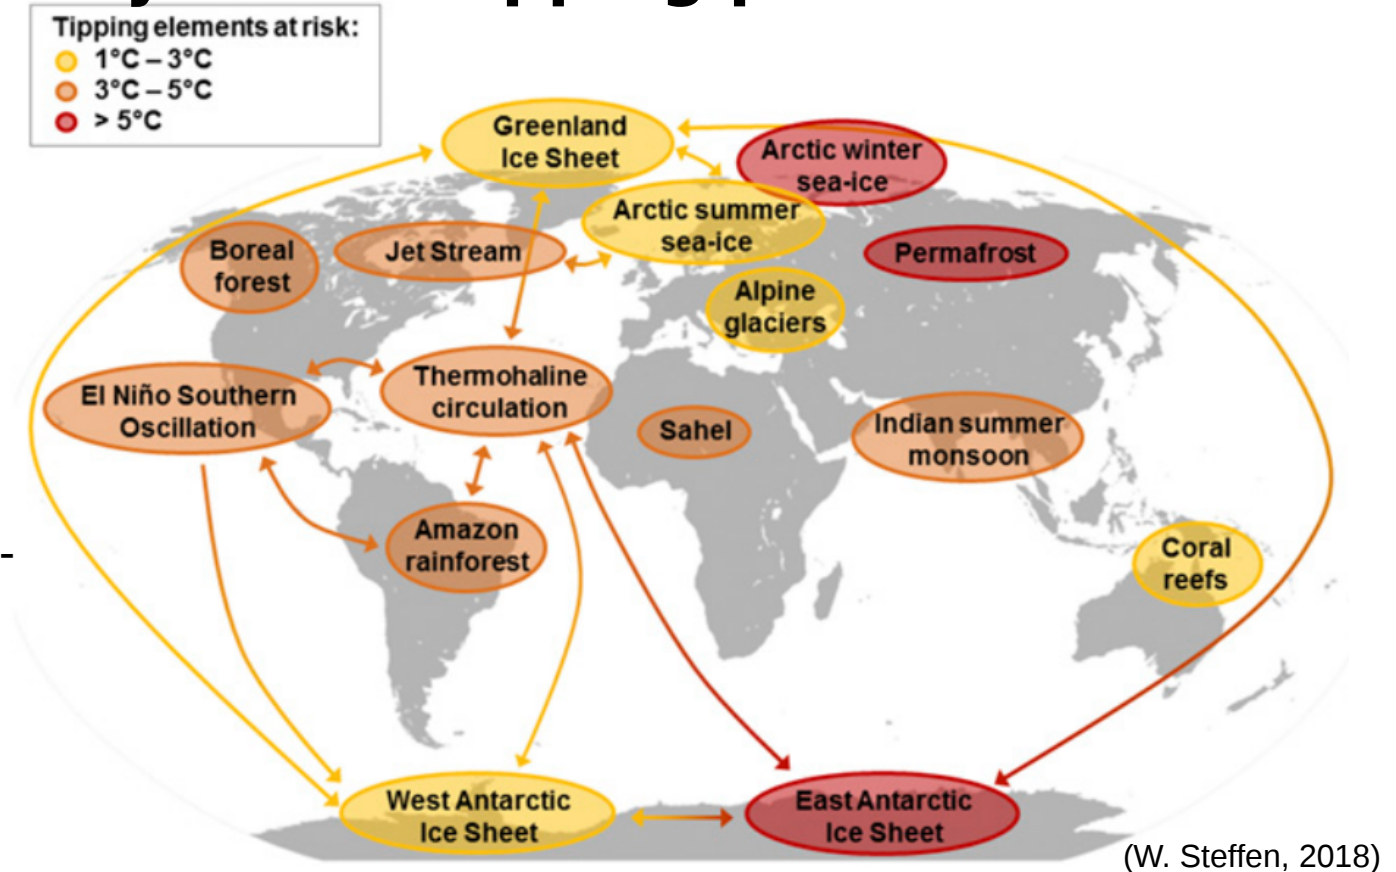 Tipping elements at risk:
1°C – 3°C
3°C – 5°C
> 5°C
Greenland
Ice Sheet
Arctic winter
sea-ice
Arctic summer
sea-ice
Boreal
forest
Jet Stream
Permafrost
Alpine
glaciers
El Niño Southern
Oscillation
Thermohaline
circulation
Sahel
Indian summer
monsoon
Amazon
rainforest
-
Coral
reefs
West Antarctic
Ice Sheet
East Antarctic
Ice Sheet
(W. Steffen, 2018)